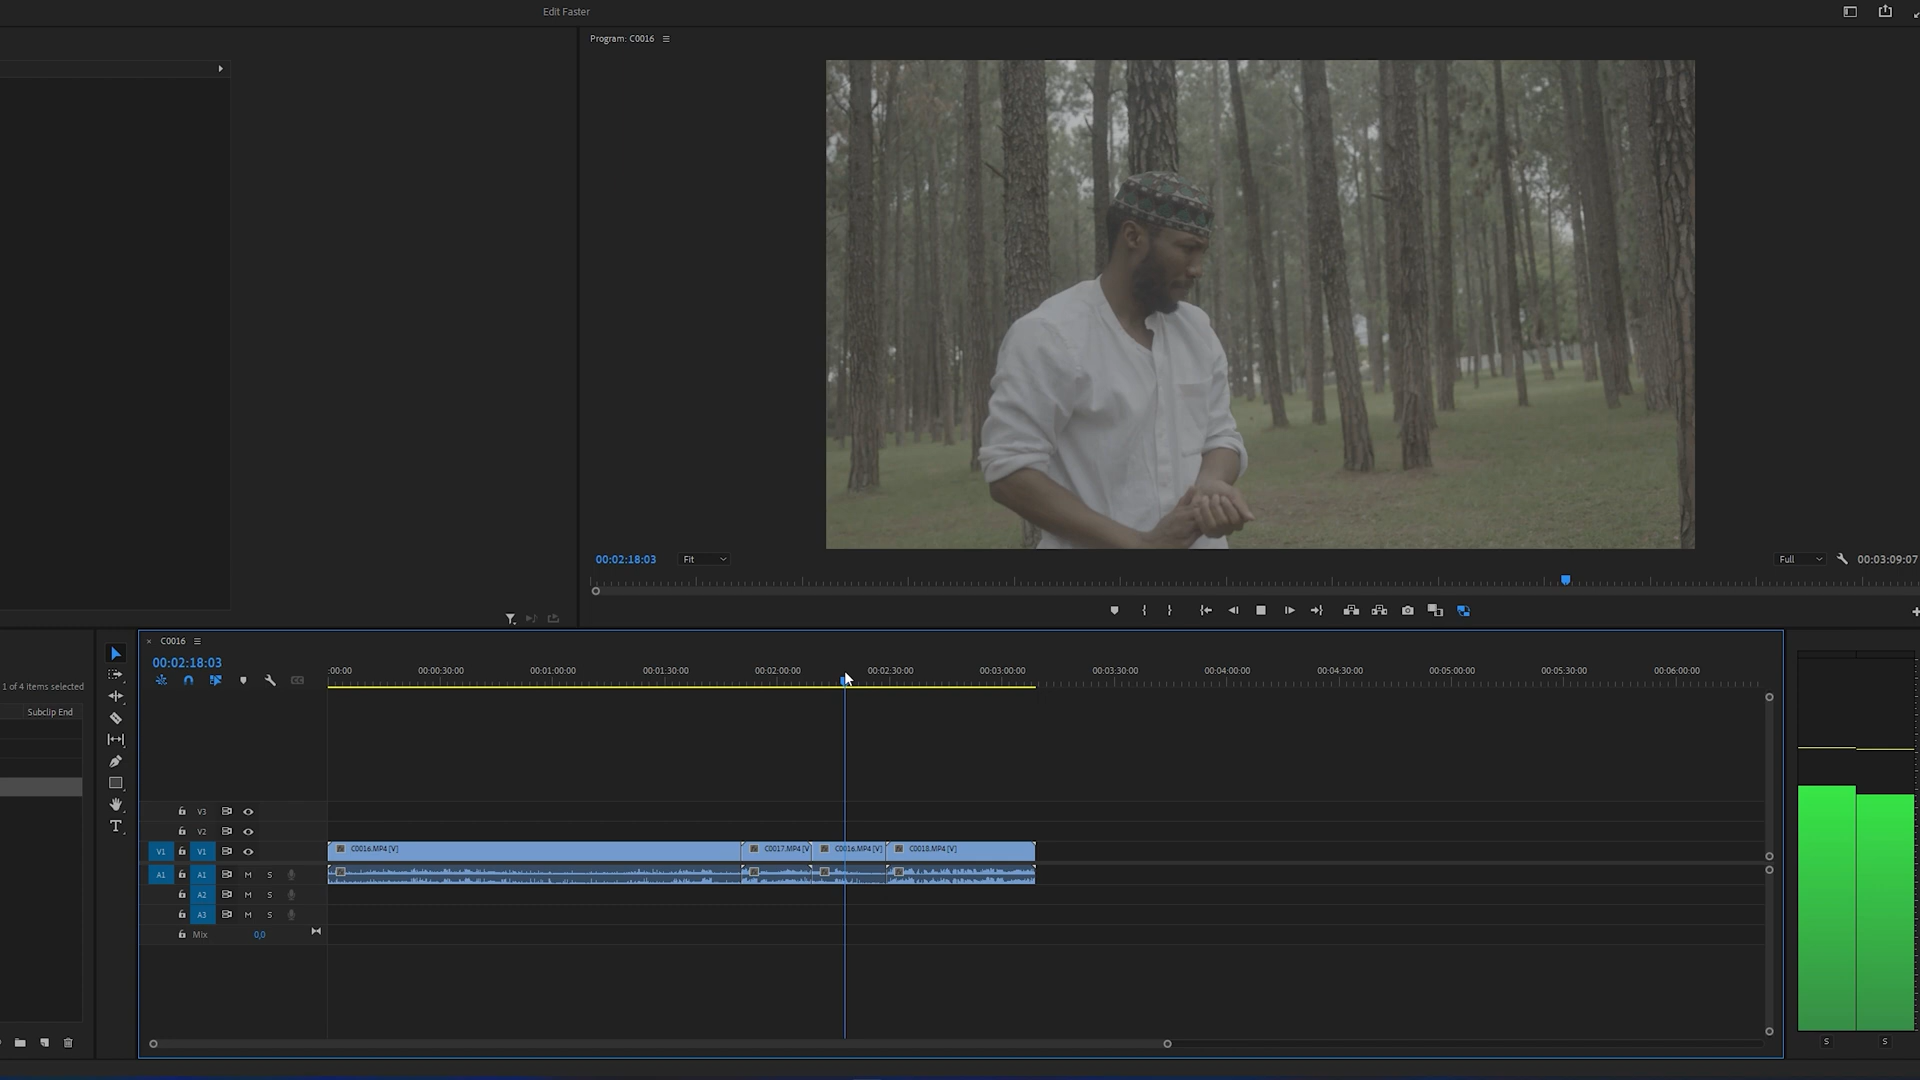 Edit Faster
Program: C0016
00:02:18:03
Fit
Full
00:03:09:07
C0016
00:02:18:03
:00:00
00:00:30:00
00:01:00:00
00:01:30:00
00:02:00:00
00:02:30:00
00:03:00:00
00:03:30:00
00:04:00:00
00:04:30:00
00:05:00:00
00:05:30:00
00:06:00:00
1 of 4 items selected
Subclip End
V3
V2
V1 V1
C0016.MP4 [V]
C0017.MP4 [V
C0016.MP4 [V]
C0018.MP4 [V]
A1 A1 M S
A2 M S
A3 M S
Mix 0,0
S S